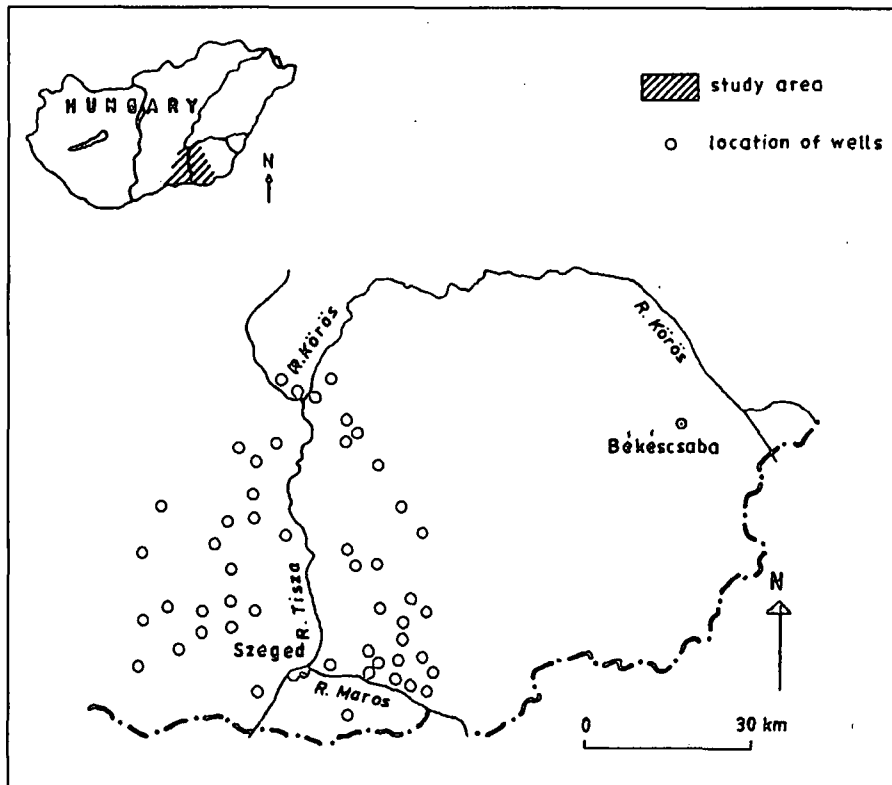 HUNGARY
N
study area
location of wells
R. Körös
R. Körös
Békéscsaba
R. Tisza
Szeged
R. Maros
N
0 30 km